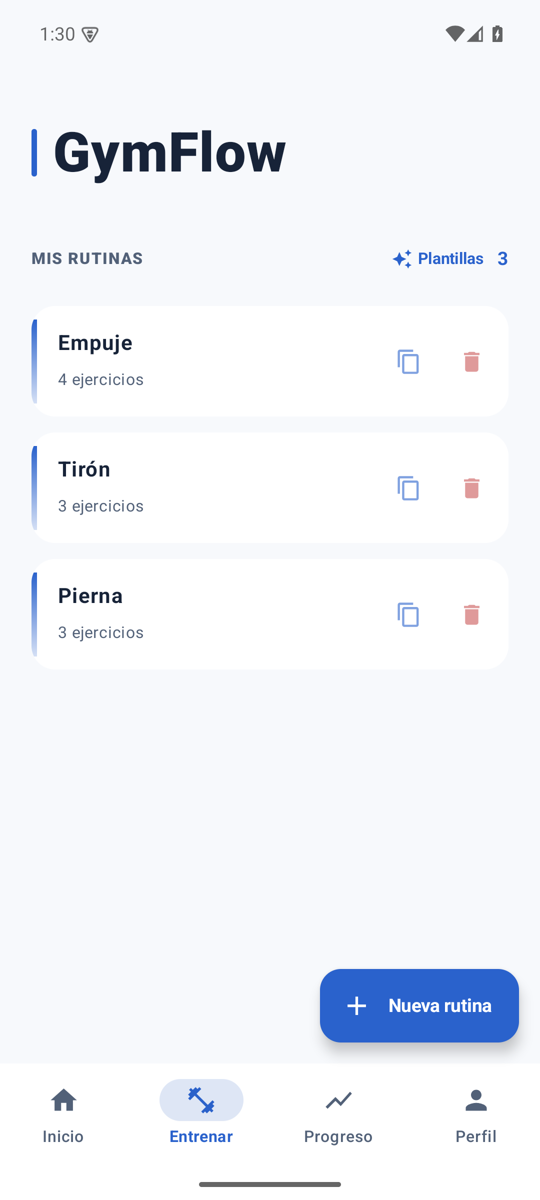 1:30
GymFlow
MIS RUTINAS
Plantillas 3
Empuje
4 ejercicios
Tirón
3 ejercicios
Pierna
3 ejercicios
Nueva rutina
Inicio
Entrenar
Progreso
Perfil